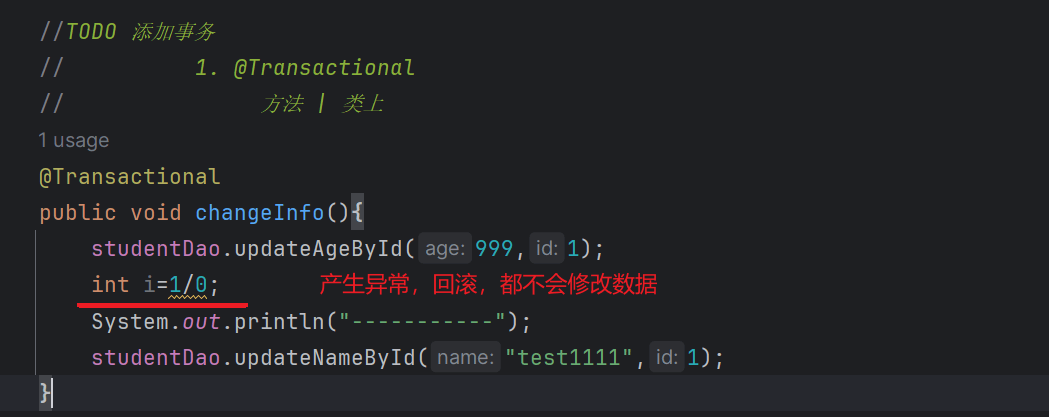 //TODO 添加事务
// 1. @Transactional
// 方法 | 类上
1 usage
@Transactional
public void changeInfo(){
studentDao.updateAgeById( age: 999, id: 1);
int i=1/0; 产生异常，回滚，都不会修改数据
System.out.println("-----------");
studentDao.updateNameById( name: "test1111", id: 1);
}